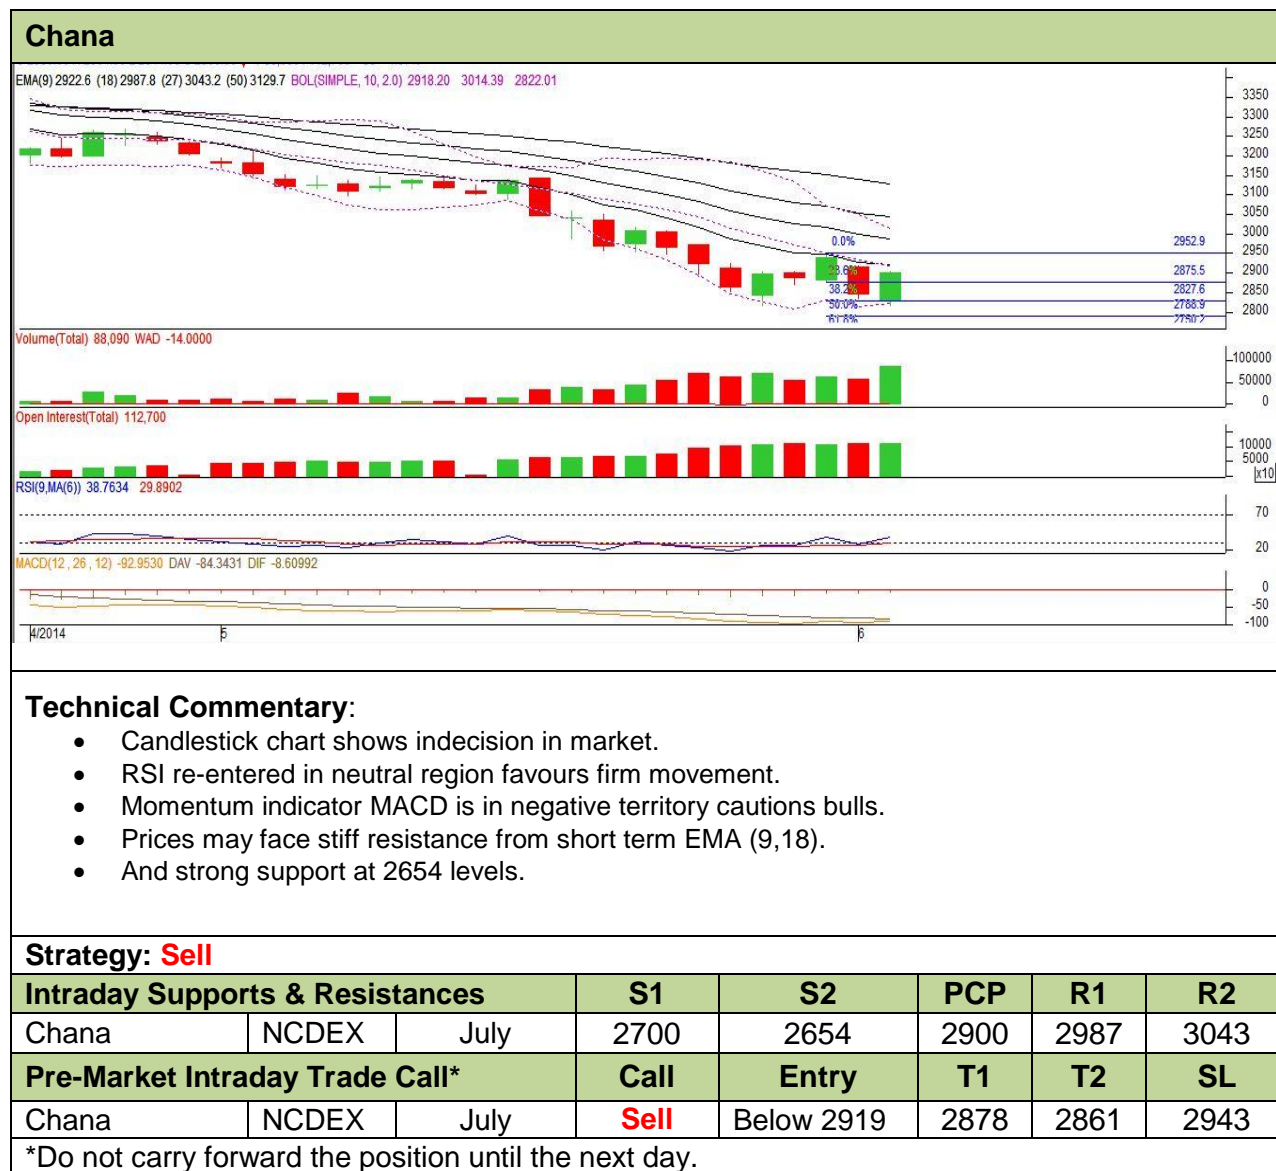 Chana
EMA(9) 2922.6 (18) 2987.8 (27) 3043.2 (50) 3129.7 BOL(SIMPLE, 10, 2.0) 2918.20 3014.39 2822.01
3350
3300
3250
3200
3150
3100
3050
3000
2950
2900
2850
2800
0.0% 2952.9
23.6% 2875.5
38.2% 2827.6
50.0% 2788.9
61.8% 2750.2
Volume(Total) 88,090 WAD -14.0000
100000
50000
0
Open Interest(Total) 112,700
10000
5000
x10
RSI(9,MA(6)) 38.7634 29.8902
70
20
MACD(12 , 26 , 12) -92.9530 DAV -84.3431 DIF -8.60992
0
-50
-100
4/2014 5 6
Technical Commentary:
• Candlestick chart shows indecision in market.
• RSI re-entered in neutral region favours firm movement.
• Momentum indicator MACD is in negative territory cautions bulls.
• Prices may face stiff resistance from short term EMA (9,18).
• And strong support at 2654 levels.
Strategy: Sell
Intraday Supports & Resistances S1 S2 PCP R1 R2
Chana NCDEX July 2700 2654 2900 2987 3043
Pre-Market Intraday Trade Call* Call Entry T1 T2 SL
Chana NCDEX July Sell Below 2919 2878 2861 2943
*Do not carry forward the position until the next day.